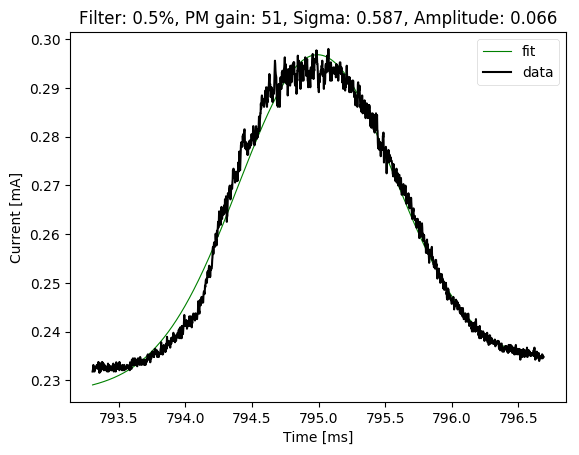 Filter: 0.5%, PM gain: 51, Sigma: 0.587, Amplitude: 0.066
fit
data
0.30
0.29
0.28
0.27
0.26
0.25
0.24
0.23
Current [mA]
793.5 794.0 794.5 795.0 795.5 796.0 796.5
Time [ms]